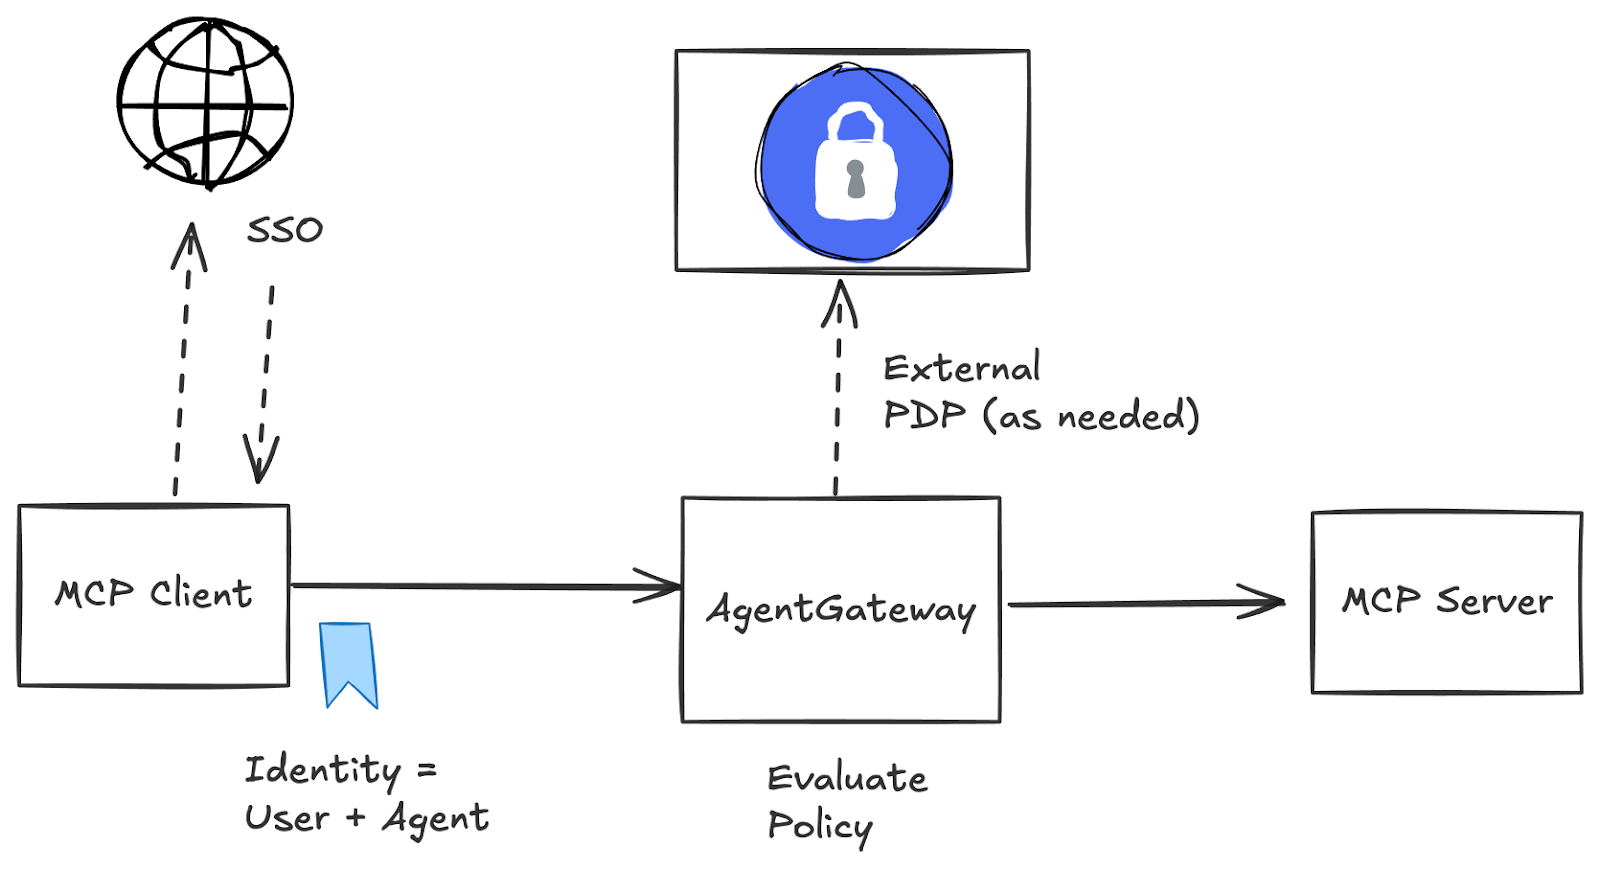 SSO
External
PDP (as needed)
MCP Client
AgentGateway
MCP Server
Identity =
User + Agent
Evaluate
Policy